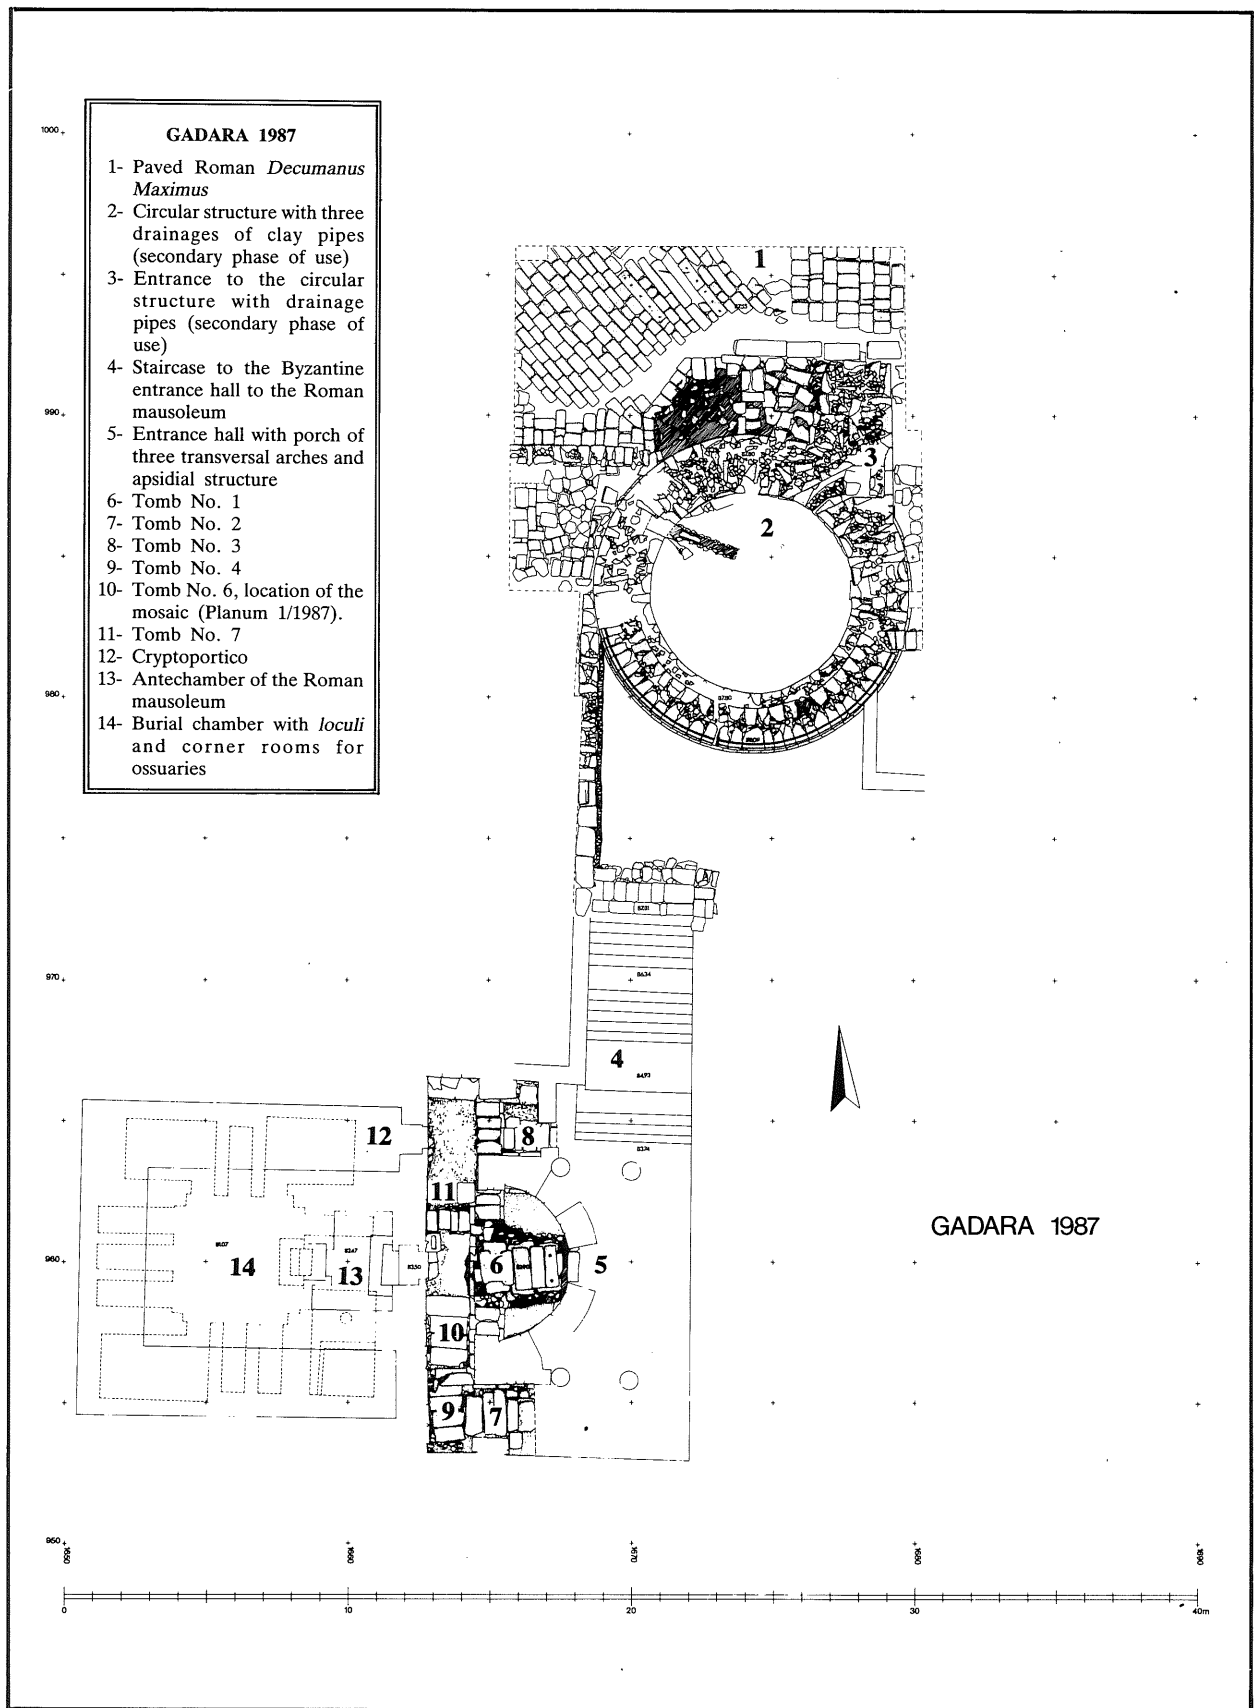 GADARA 1987
1- Paved Roman Decumanus
Maximus
2- Circular structure with three
drainages of clay pipes
(secondary phase of use)
3- Entrance to the circular
structure with drainage
pipes (secondary phase of
use)
4- Staircase to the Byzantine
entrance hall to the Roman
mausoleum
5- Entrance hall with porch of
three transversal arches and
apsidial structure
6- Tomb No. 1
7- Tomb No. 2
8- Tomb No. 3
9- Tomb No. 4
10- Tomb No. 6, location of the
mosaic (Planum 1/1987).
11- Tomb No. 7
12- Cryptoportico
13- Antechamber of the Roman
mausoleum
14- Burial chamber with loculi
and corner rooms for
ossuaries
1000
1
990
3
2
980
970
4
12
8
11
GADARA 1987
960
14
13
6
5
10
9
7
950
1650
1660
1670
1680
1690
0
10
20
30
40m